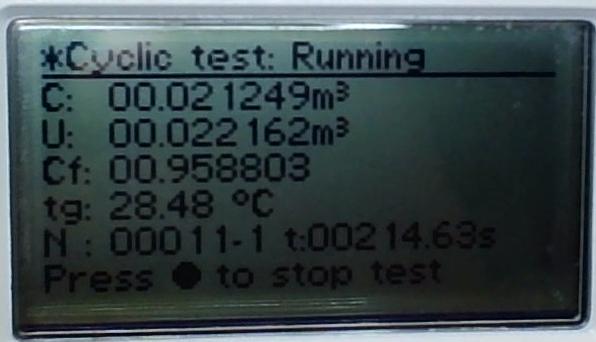 *Cyclic test: Running
C: 00.021249m³
U: 00.022162m³
Cf: 00.958803
tg: 28.48 °C
N : 00011-1 t:00214.63s
Press ● to stop test